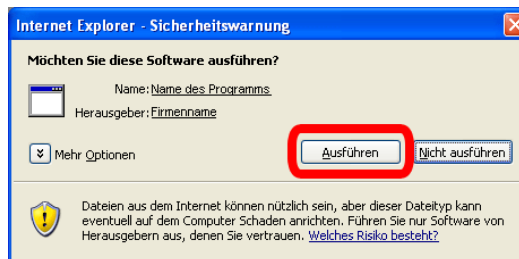 Internet Explorer - Sicherheitswarnung
Möchten Sie diese Software ausführen?
Name: Name des Programms
Herausgeber: Firmenname
Mehr Optionen
Ausführen
Nicht ausführen
Dateien aus dem Internet können nützlich sein, aber dieser Dateityp kann
eventuell auf dem Computer Schaden anrichten. Führen Sie nur Software von
Herausgebern aus, denen Sie vertrauen. Welches Risiko besteht?